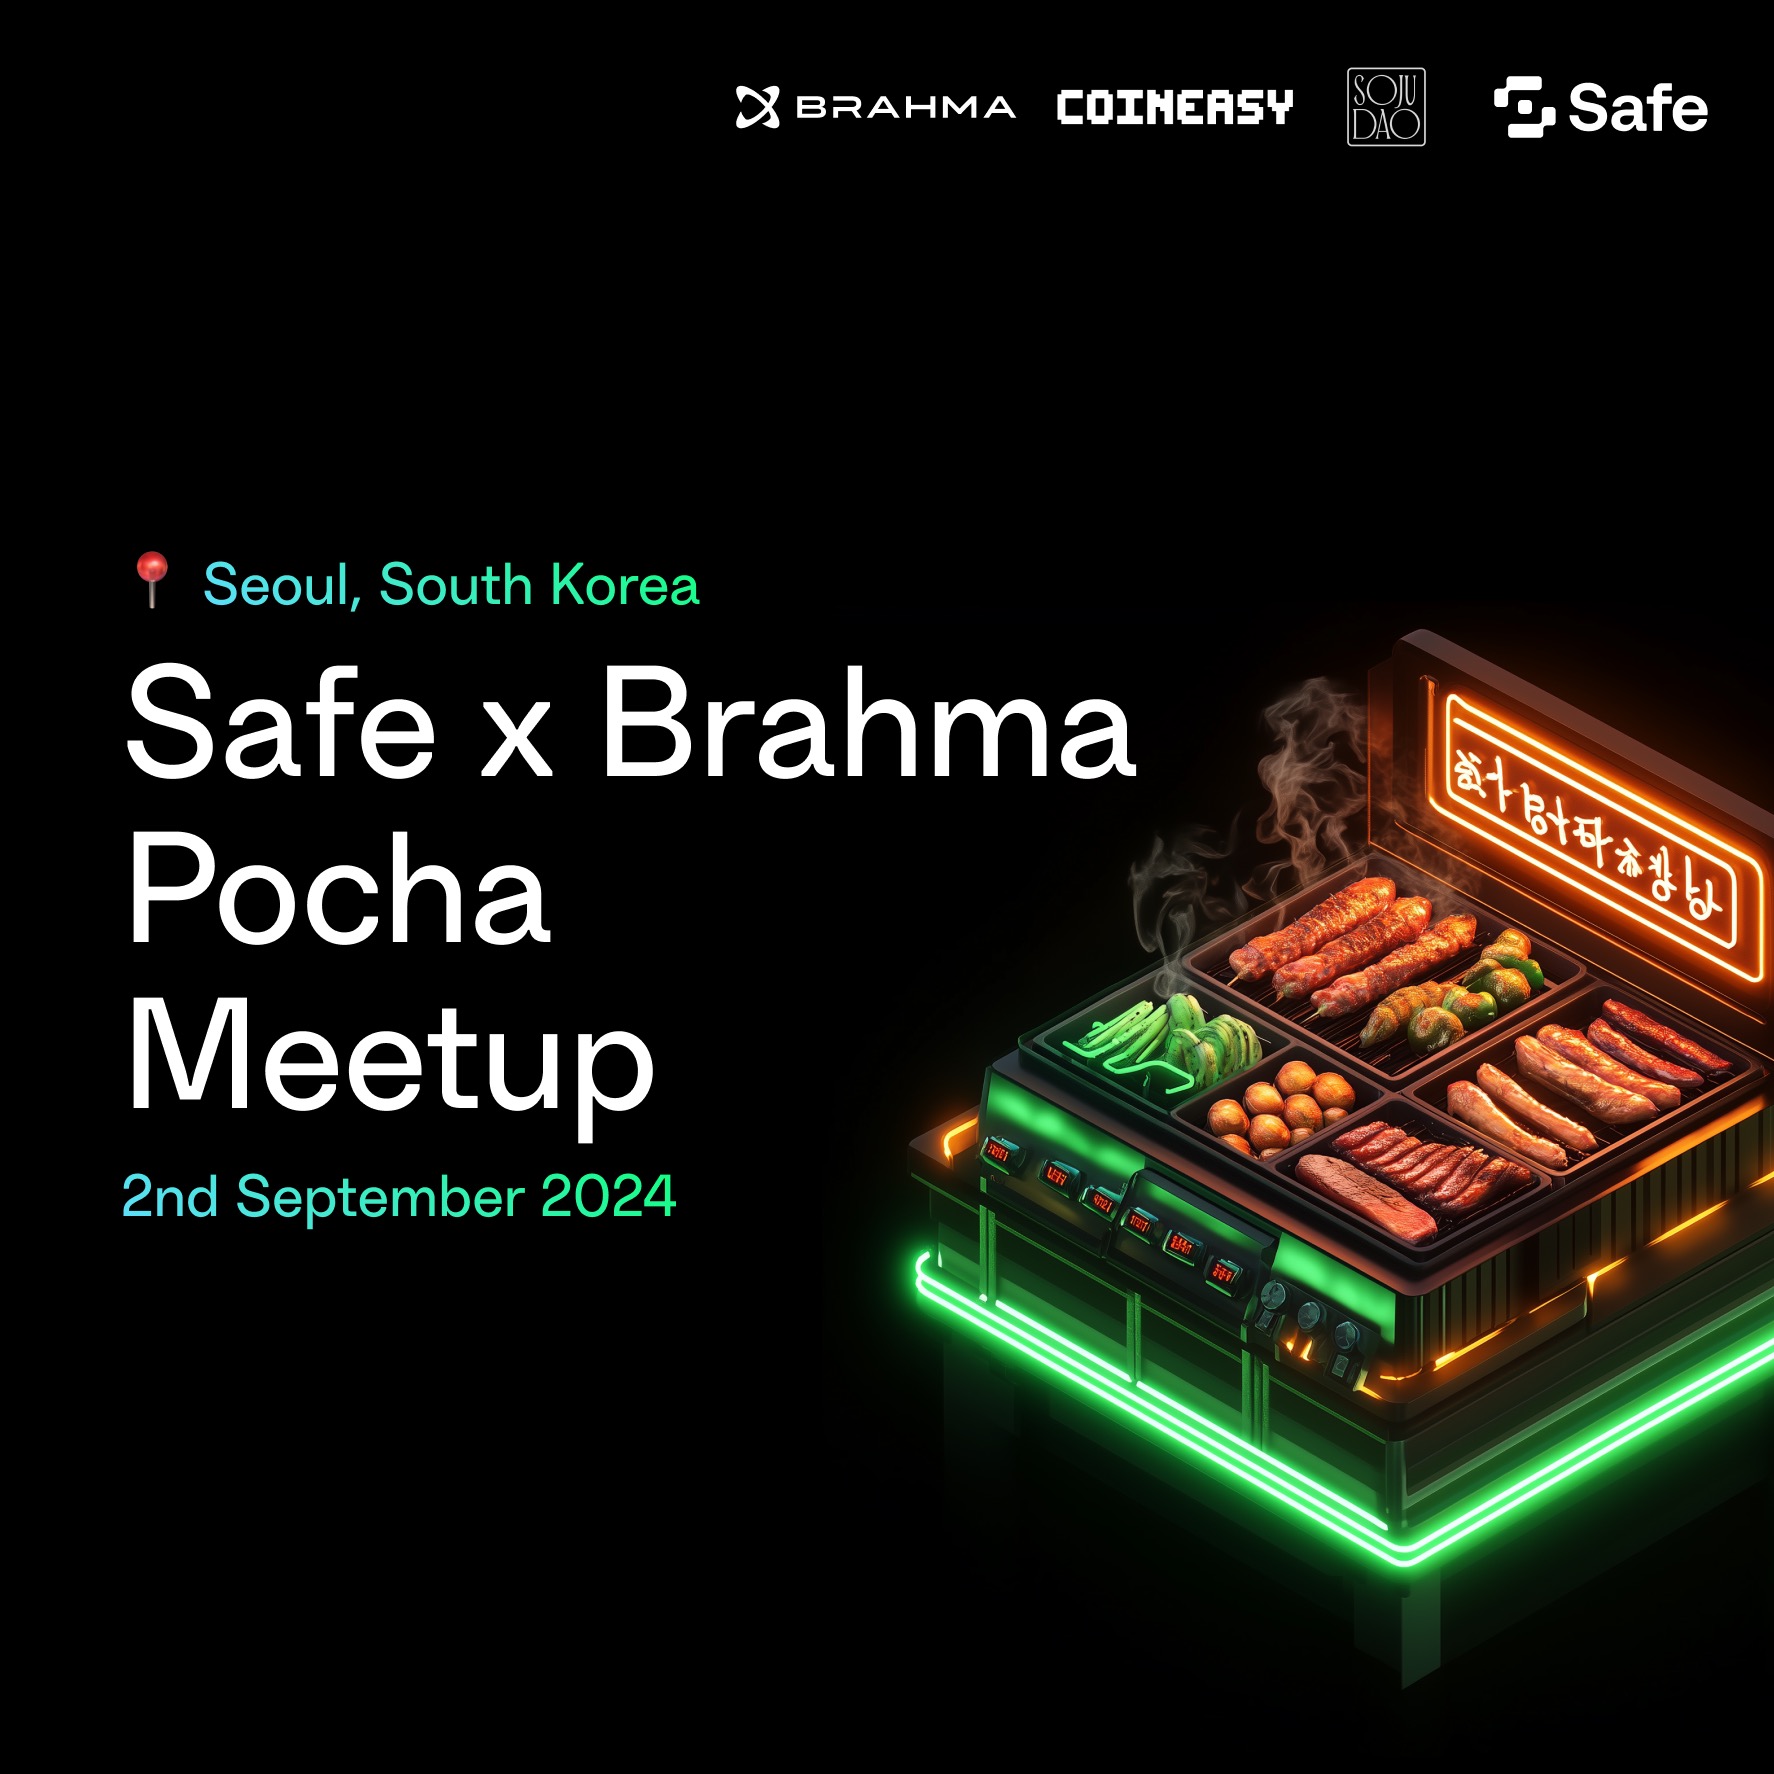 BRAHMA
COINEASY
SOJU
DAO
Safe
📍 Seoul, South Korea
Safe x Brahma
Pocha
Meetup
2nd September 2024